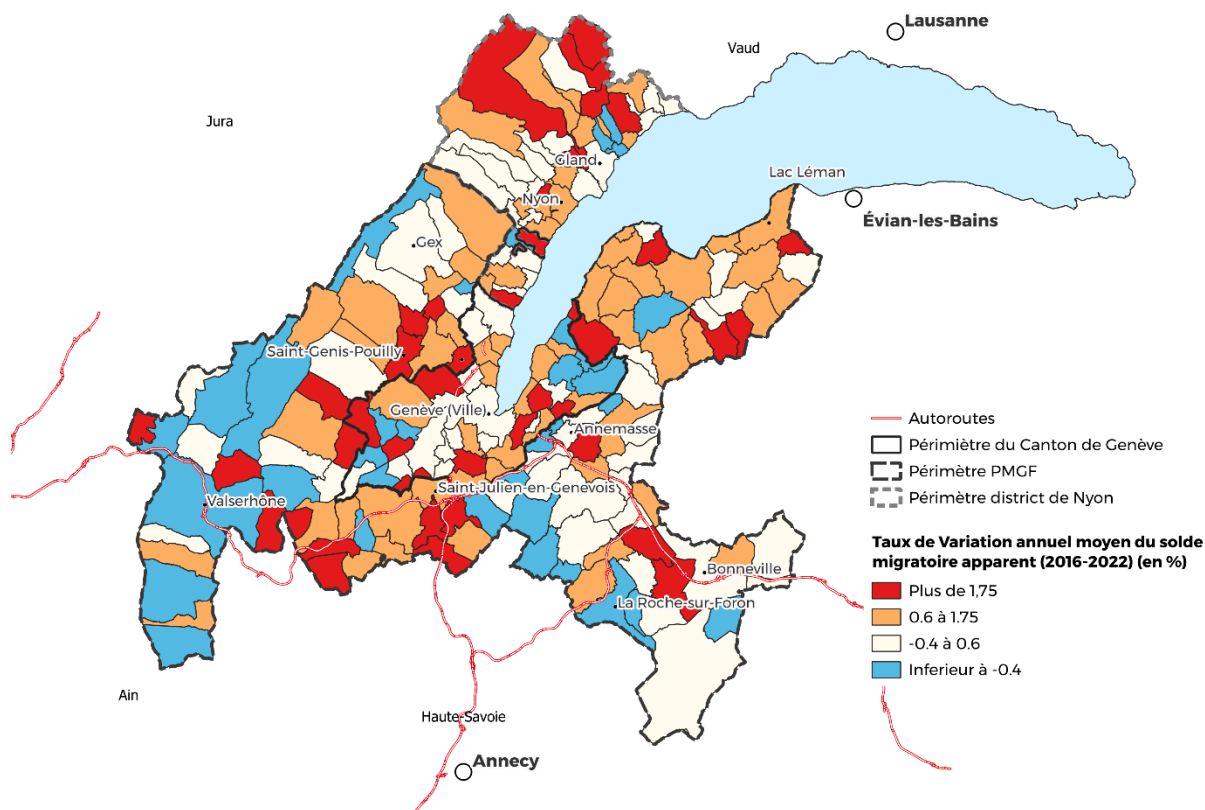 Lausanne
Vaud
Jura
Gland
Lac Léman
Nyon
Évian-les-Bains
Gex
Saint-Genis-Pouilly
Genève (Ville)
Annemasse
Saint-Julien-en-Genevois
Valserhône
Bonneville
La Roche-sur-Foron
Ain
Haute-Savoie
Annecy
Autoroutes
Périmiètre du Canton de Genève
Périmètre PMGF
Périmètre district de Nyon
Taux de Variation annuel moyen du solde
migratoire apparent (2016-2022) (en %)
Plus de 1,75
0.6 à 1.75
-0.4 à 0.6
Inferieur à -0.4